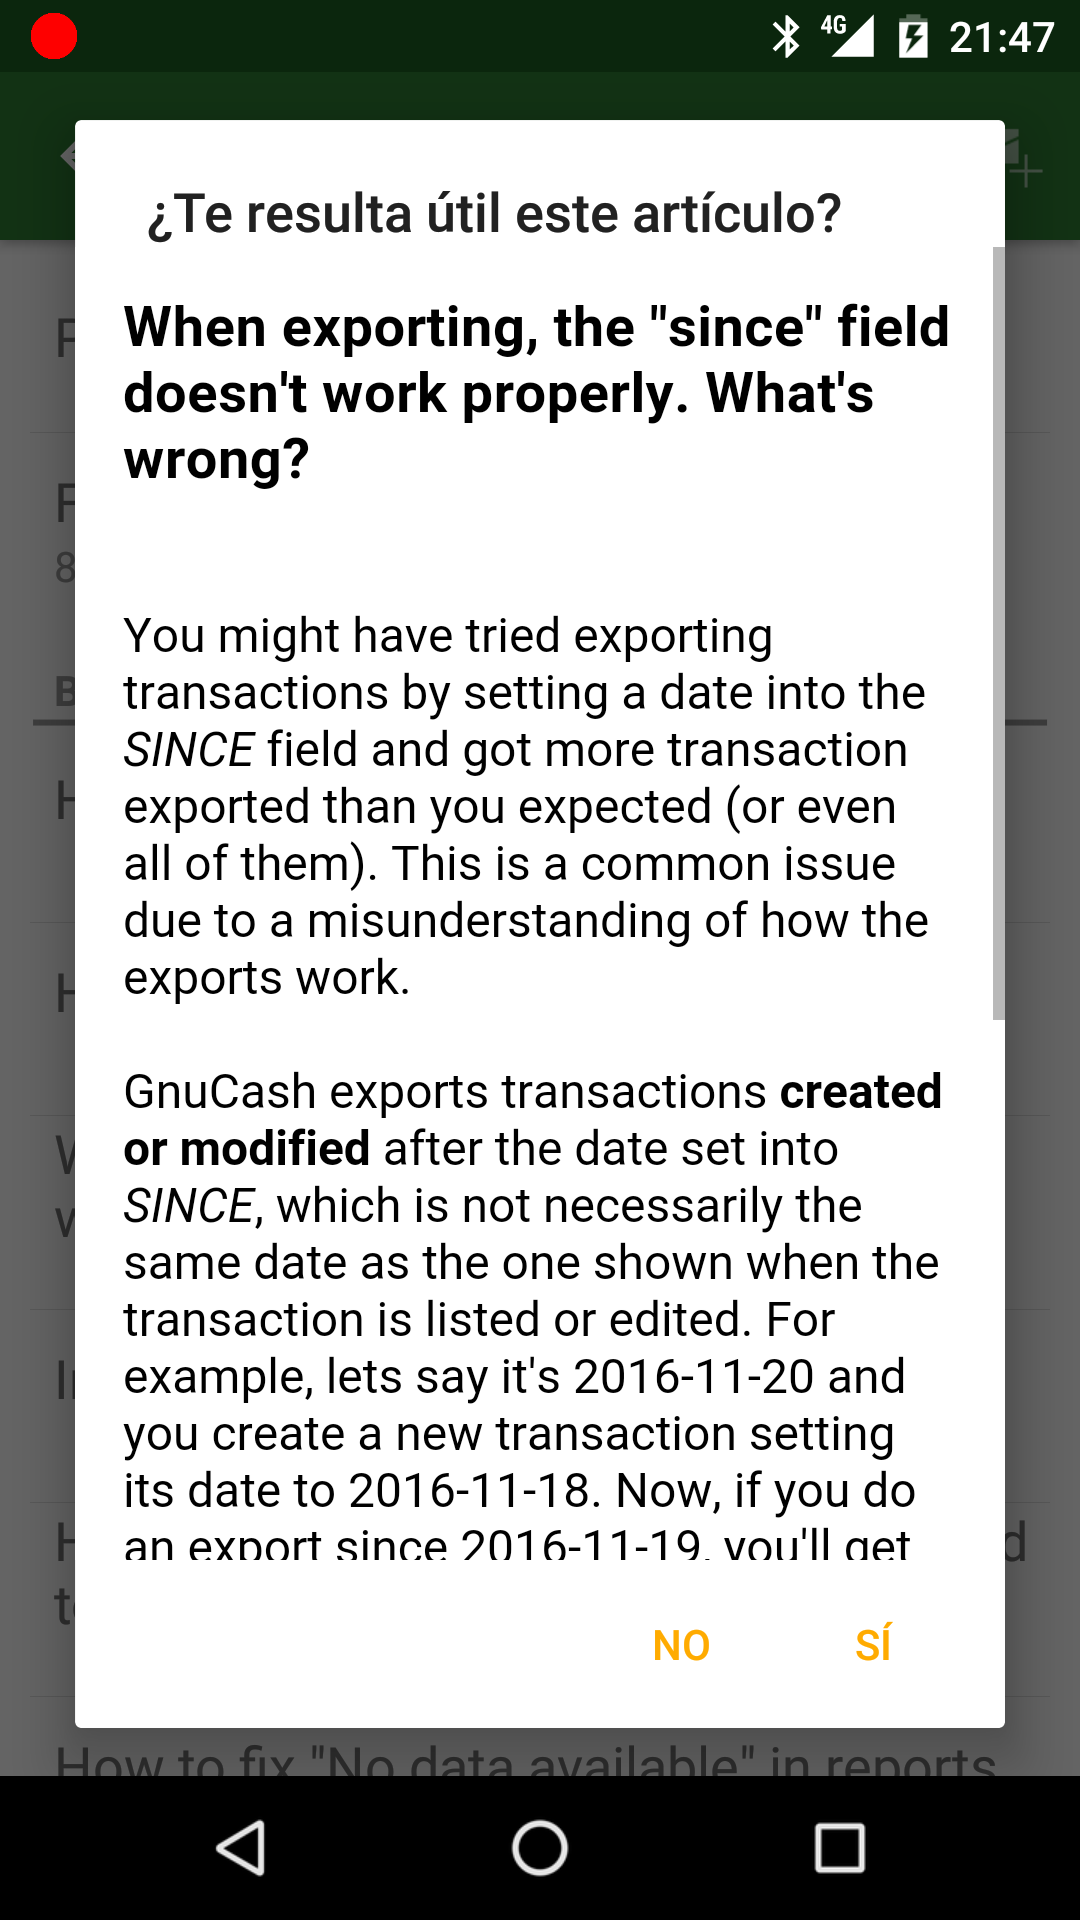 4G 21:47
¿Te resulta útil este artículo?
When exporting, the "since" field
doesn't work properly. What's
wrong?
You might have tried exporting
transactions by setting a date into the
SINCE field and got more transaction
exported than you expected (or even
all of them). This is a common issue
due to a misunderstanding of how the
exports work.
GnuCash exports transactions created
or modified after the date set into
SINCE, which is not necessarily the
same date as the one shown when the
transaction is listed or edited. For
example, lets say it's 2016-11-20 and
you create a new transaction setting
its date to 2016-11-18. Now, if you do
an export since 2016-11-19, you'll get
NO SÍ
How to fix "No data available" in reports